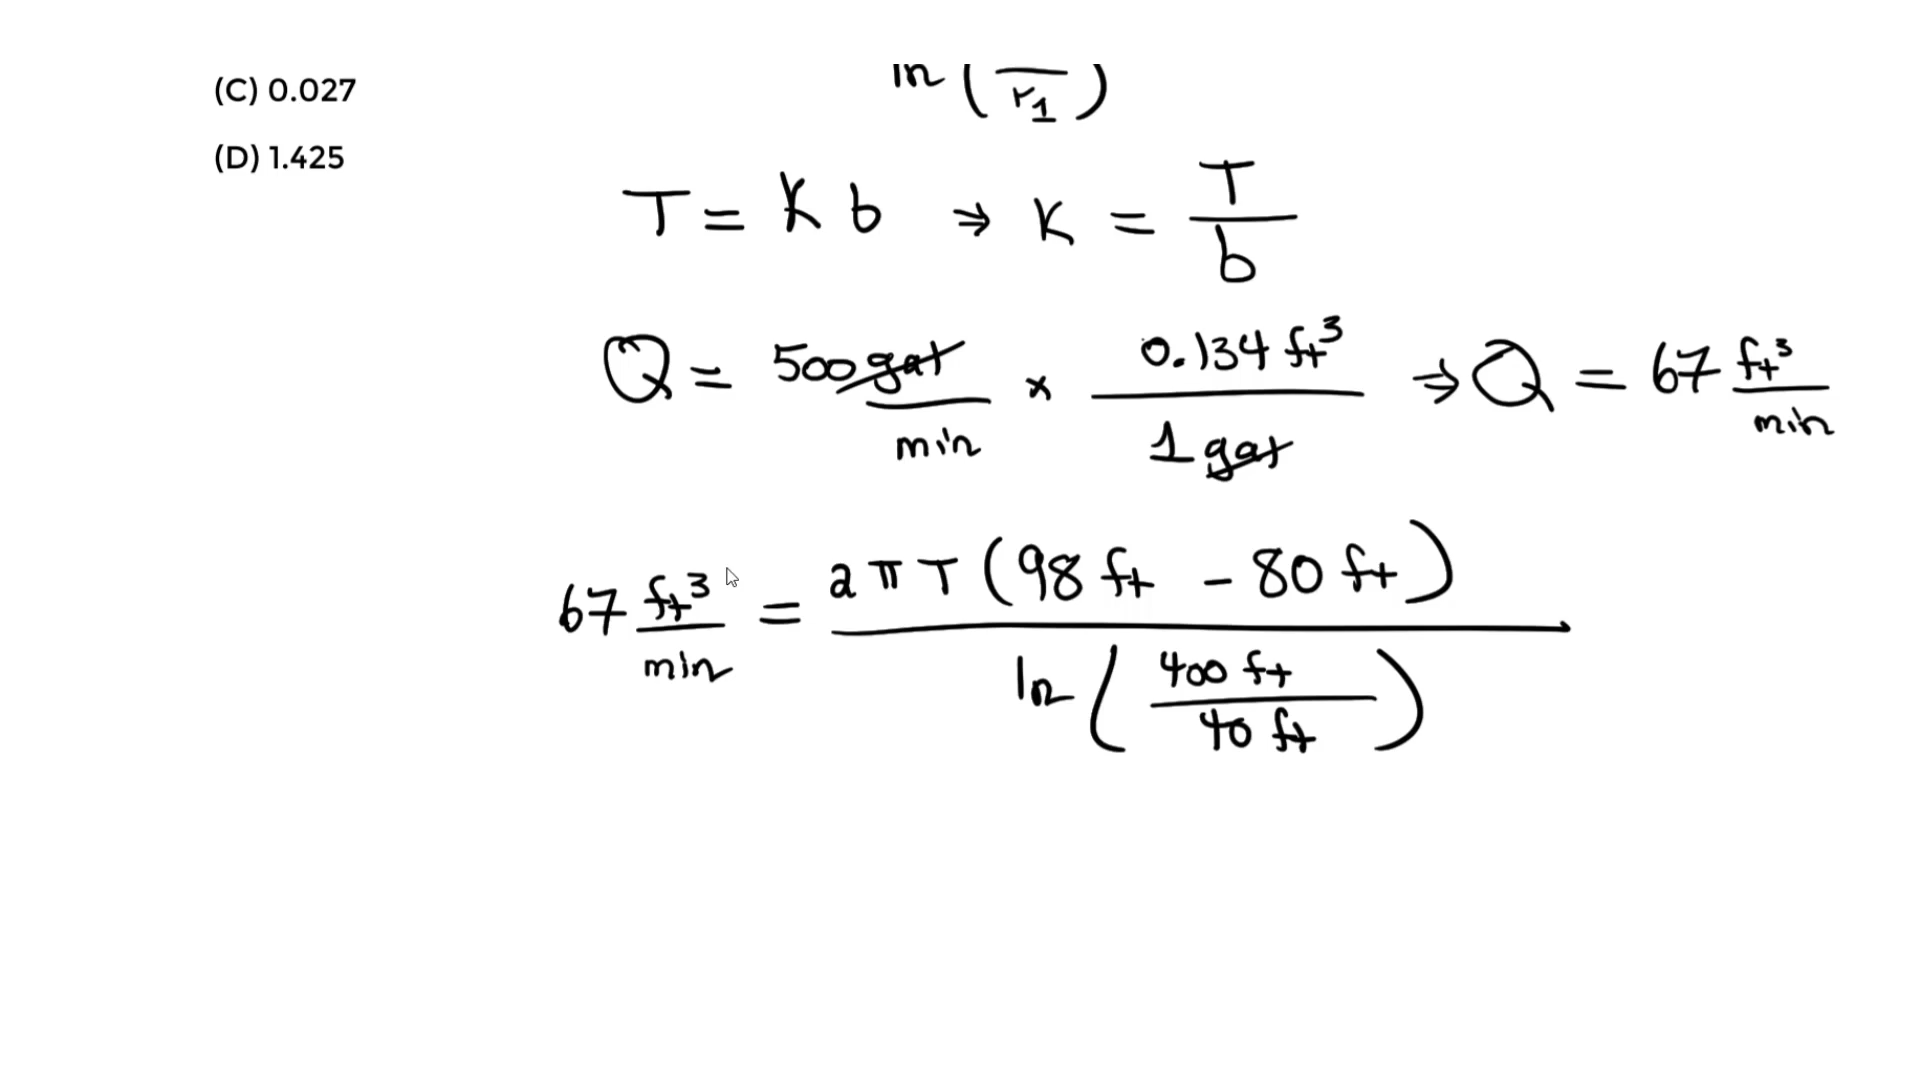 (C) 0.027
(D) 1.425
ln ( / r1 )
T = K b ⇒ K = T / b
Q = 500 gal / min × 0.134 ft³ / 1 gal ⇒ Q = 67 ft³ / min
67 ft³ / min = 2 π T ( 98 ft - 80 ft ) / ln ( 400 ft / 40 ft )